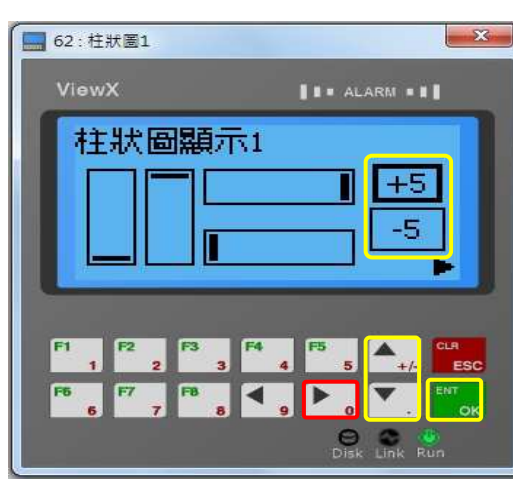 62 : 柱狀圖1
x
ViewX
ALARM
柱狀圖顯示1
+5
-5
F1 1
F2 2
F3 3
F4 4
F5 5
+/-
CLR ESC
F6 6
F7 7
F8 8
9
0
.
ENT OK
Disk Link Run